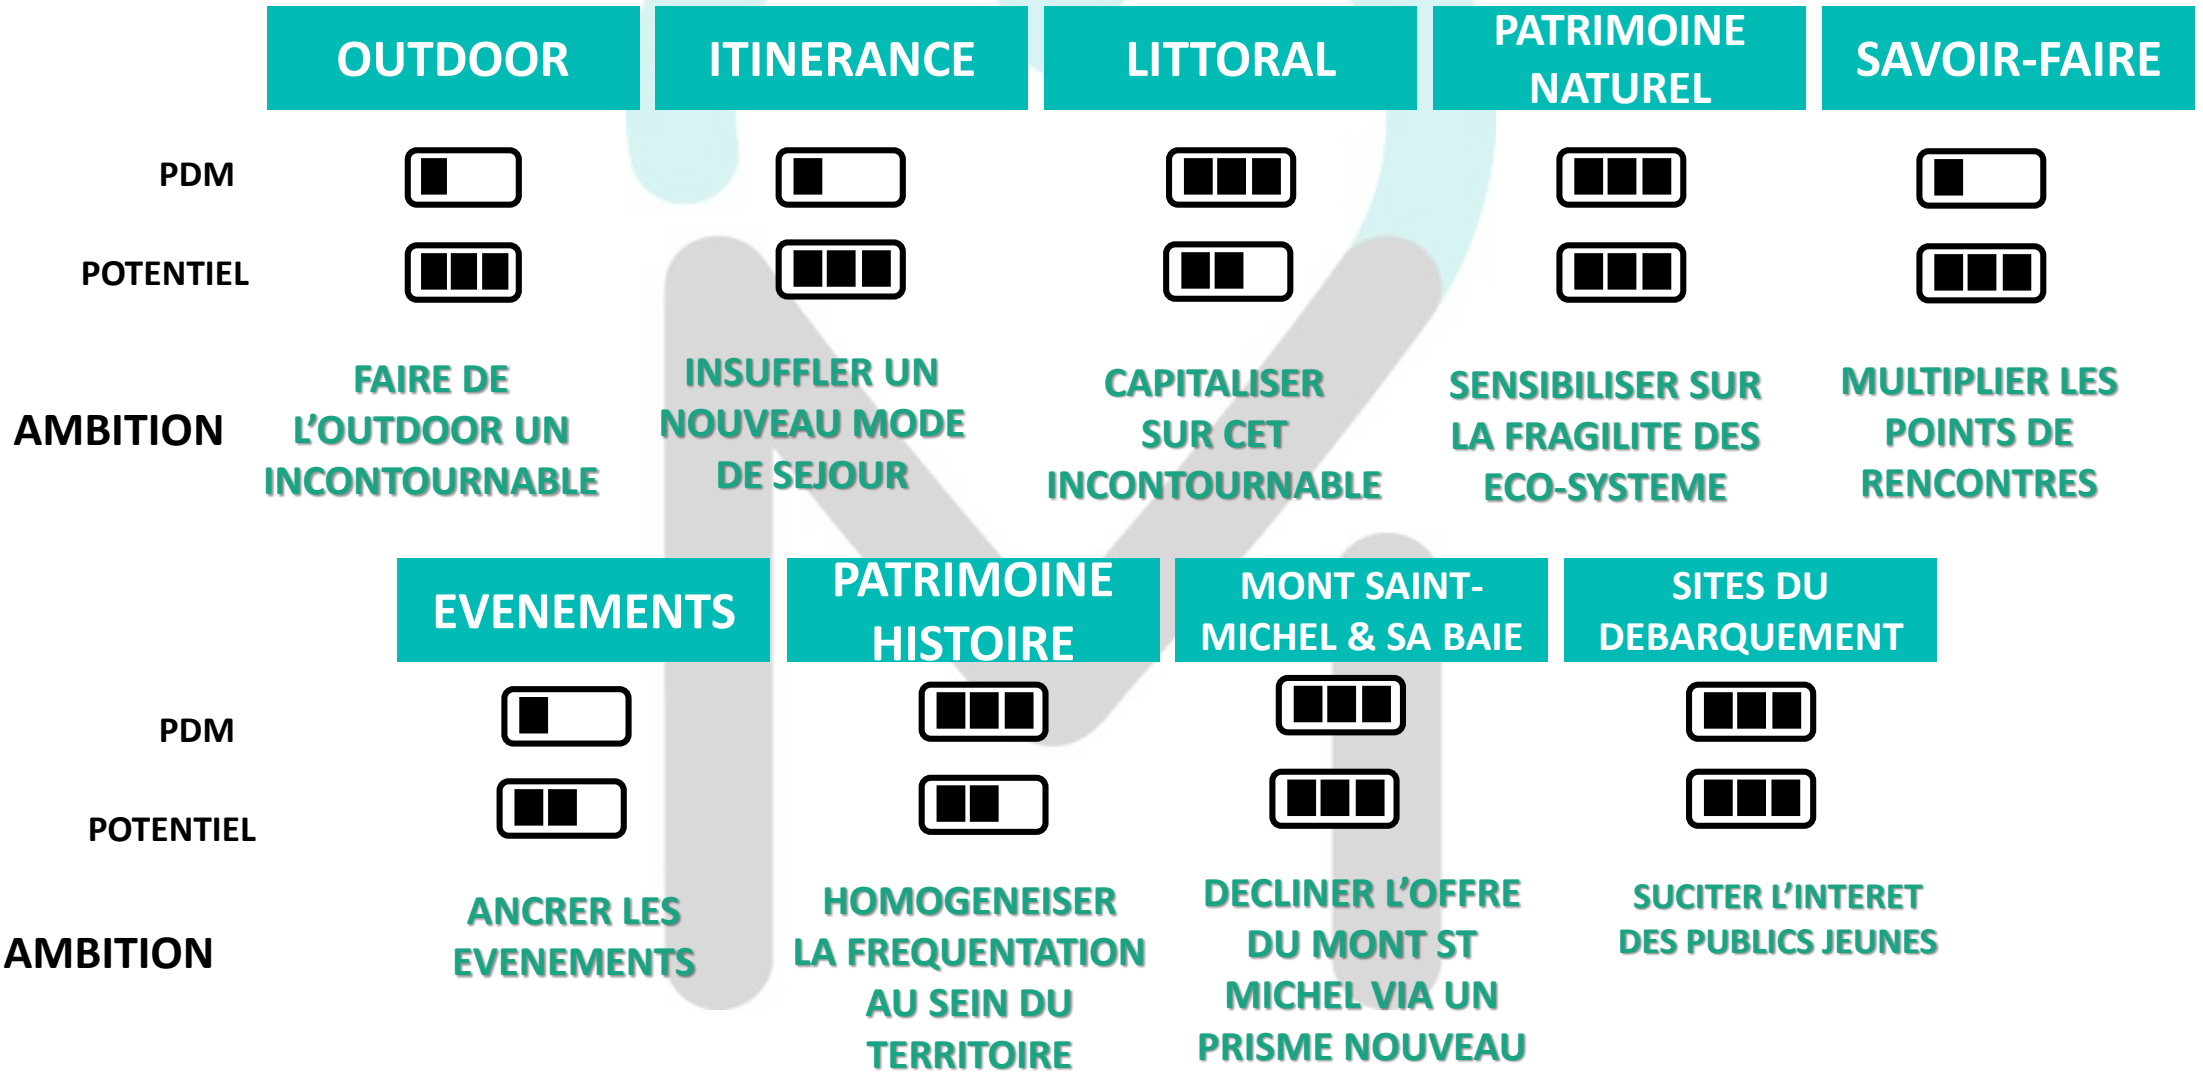 OUTDOOR
ITINERANCE
LITTORAL
PATRIMOINE
NATUREL
SAVOIR-FAIRE
PDM
POTENTIEL
AMBITION
FAIRE DE
L'OUTDOOR UN
INCONTOURNABLE
INSUFFLER UN
NOUVEAU MODE
DE SEJOUR
CAPITALISER
SUR CET
INCONTOURNABLE
SENSIBILISER SUR
LA FRAGILITE DES
ECO-SYSTEME
MULTIPLIER LES
POINTS DE
RENCONTRES
EVENEMENTS
PATRIMOINE
HISTOIRE
MONT SAINT-
MICHEL & SA BAIE
SITES DU
DEBARQUEMENT
PDM
POTENTIEL
AMBITION
ANCRER LES
EVENEMENTS
HOMOGENEISER
LA FREQUENTATION
AU SEIN DU
TERRITOIRE
DECLINER L'OFFRE
DU MONT ST
MICHEL VIA UN
PRISME NOUVEAU
SUCITER L'INTERET
DES PUBLICS JEUNES